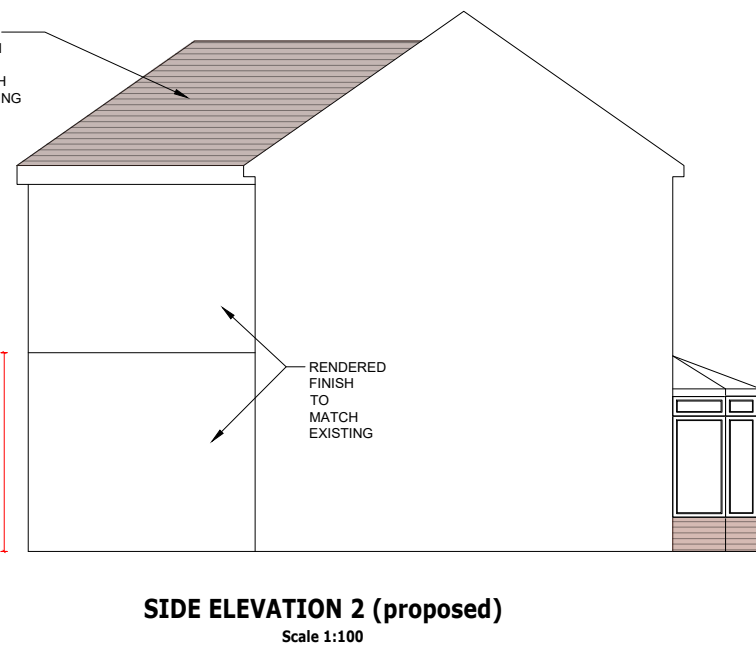 RENDERED
FINISH
TO
MATCH
EXISTING
SIDE ELEVATION 2 (proposed)
Scale 1:100